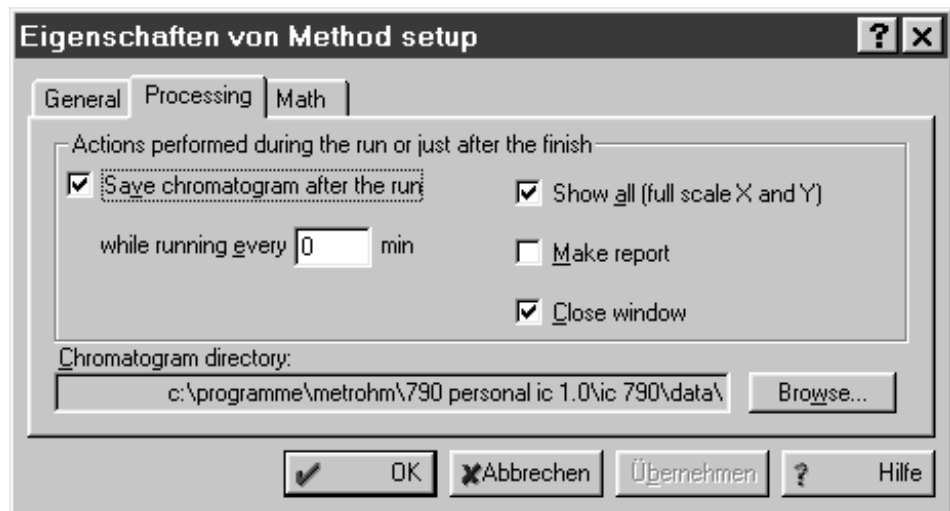 Eigenschaften von Method setup
General Processing Math
Actions performed during the run or just after the finish
Save chromatogram after the run
Show all (full scale X and Y)
while running every 0 min
Make report
Close window
Chromatogram directory:
c:\programme\metrohm\790 personal ic 1.0\ic 790\data\
Browse...
OK Abbrechen Übernehmen ? Hilfe